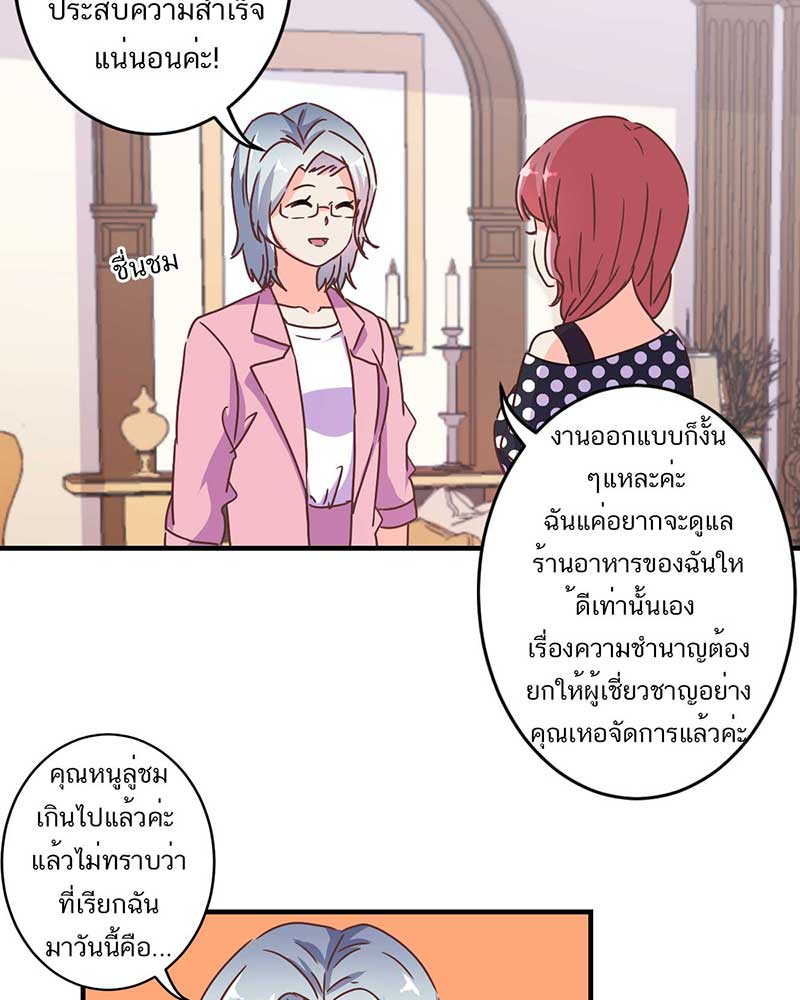 ประสบความสำเร็จ
แน่นอนค่ะ!
ชื่นชม
งานออกแบบก็งั้น
ๆแหละค่ะ
ฉันแค่อยากจะดูแล
ร้านอาหารของฉันให
้ดีเท่านั้นเอง
เรื่องความชำนาญต้อง
ยกให้ผู้เชี่ยวชาญอย่าง
คุณเหอจัดการแล้วค่ะ
คุณหนูลู่ชม
เกินไปแล้วค่ะ
แล้วไม่ทราบว่า
ที่เรียกฉัน
มาวันนี้คือ...